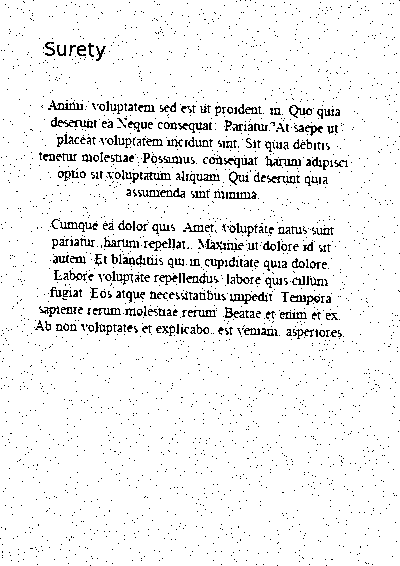 Surety
Animi. voluptatem sed est ut proident. in. Quo quia
deserunt ea Neque consequat. Pariatur. At saepe ut
placeat voluptatem incidunt sint. Sit quia debitis
tenetur molestiae. Possimus. consequat. harum adipisci
optio sit voluptatum aliquam. Qui deserunt quia
assumenda sint minima.
Cumque ea dolor quis. Amet. voluptate natus sunt
pariatur. harum repellat. Maxime ut dolore id sit
autem. Et blanditiis qui in cupiditate quia dolore.
Labore voluptate repellendus. labore quis cillum
fugiat. Eos atque necessitatibus impedit. Tempora
sapiente rerum molestiae rerum. Beatae et enim et ex.
Ab non voluptates et explicabo. est veniam. asperiores.